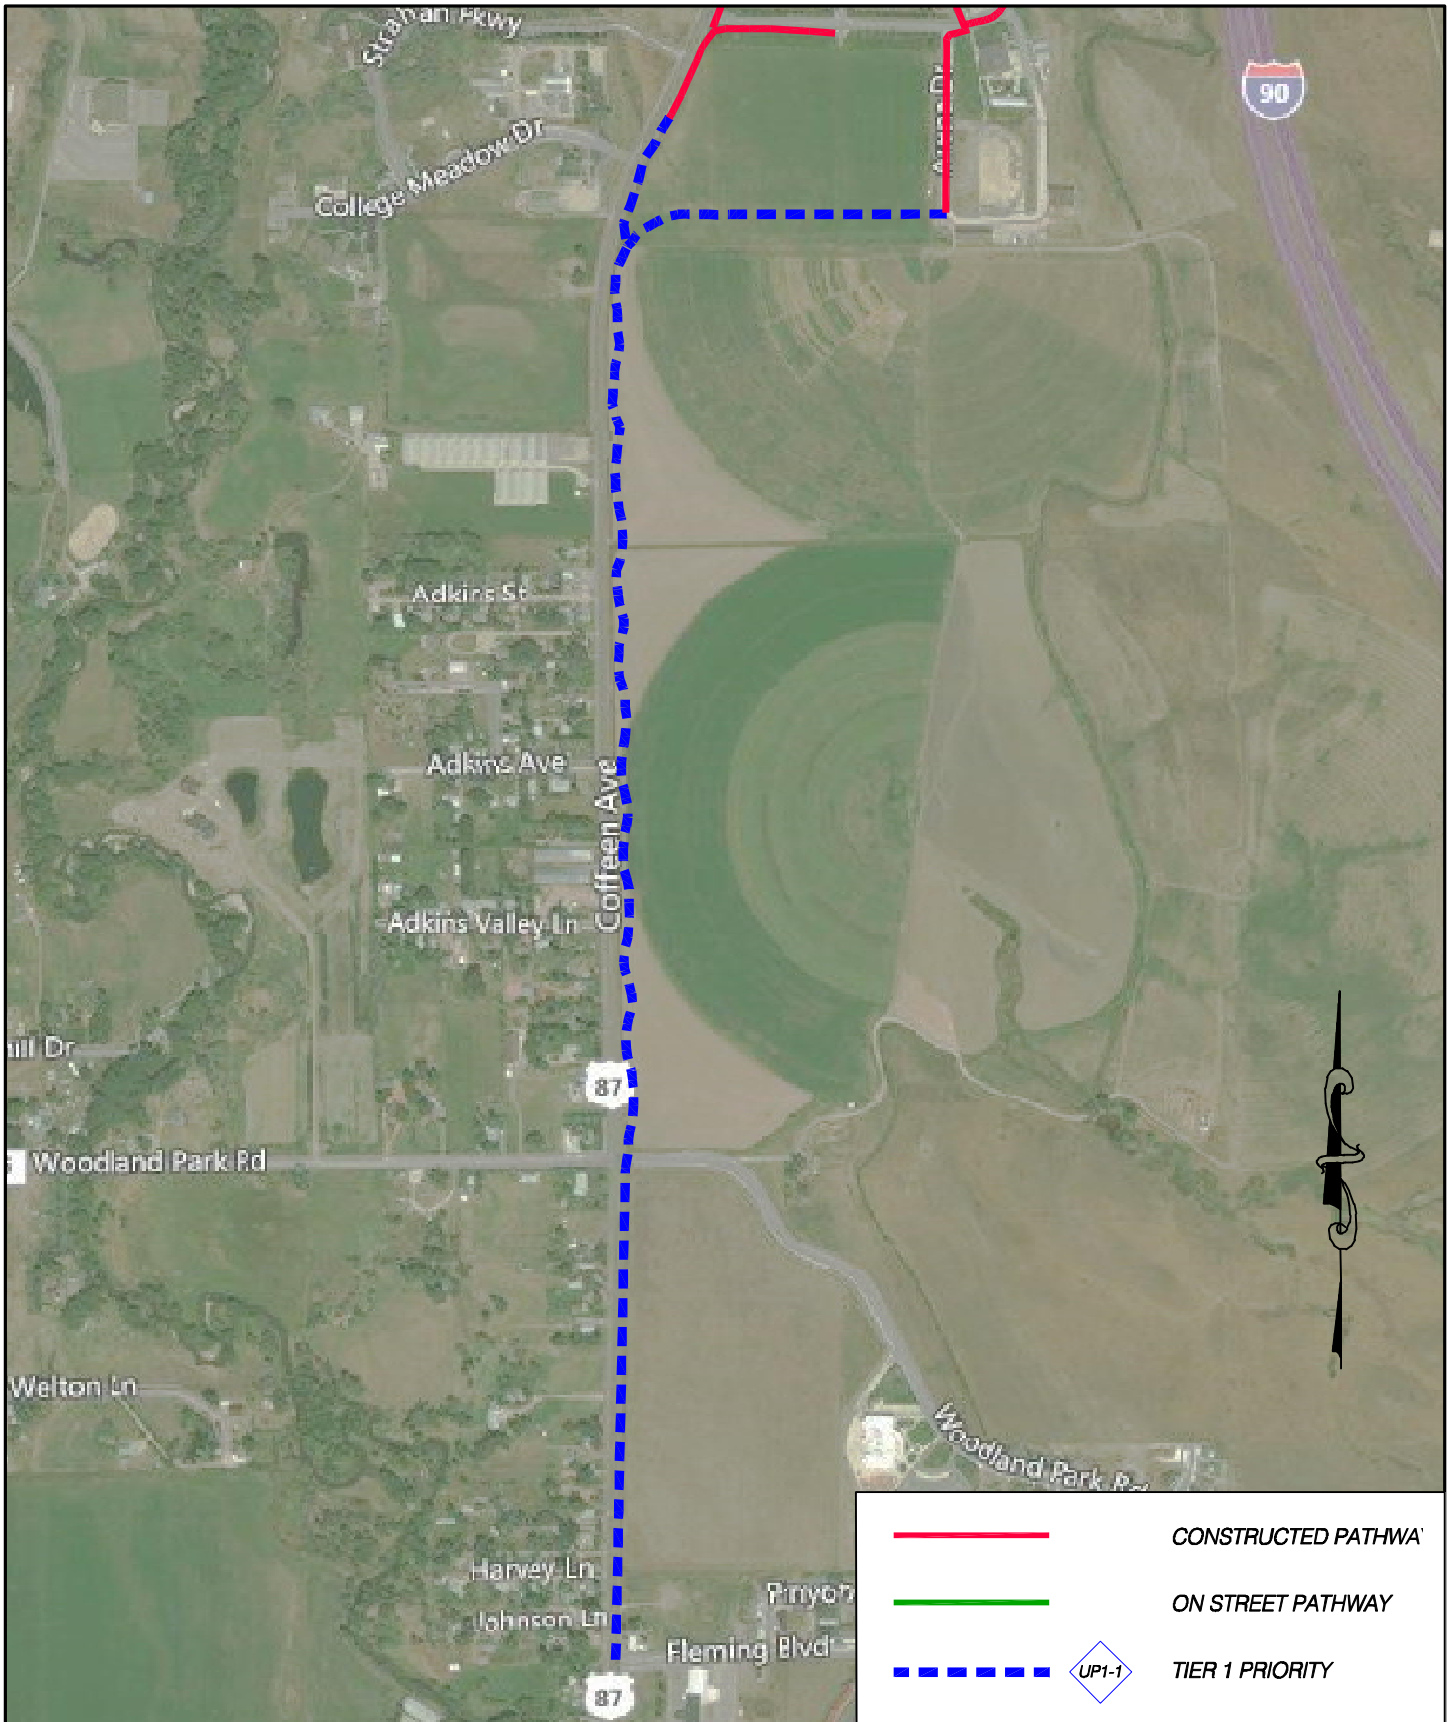 Strahan Pkwy
90
College Meadow Dr
Adkins St
Adkins Ave
Coffeen Ave
Adkins Valley Ln
ill Dr
87
Woodland Park Rd
Welton Ln
Woodland Park Rd
Harvey Ln
Pinyon
Johnson Ln
Fleming Blvd
87
CONSTRUCTED PATHWA
ON STREET PATHWAY
UP1-1
TIER 1 PRIORITY